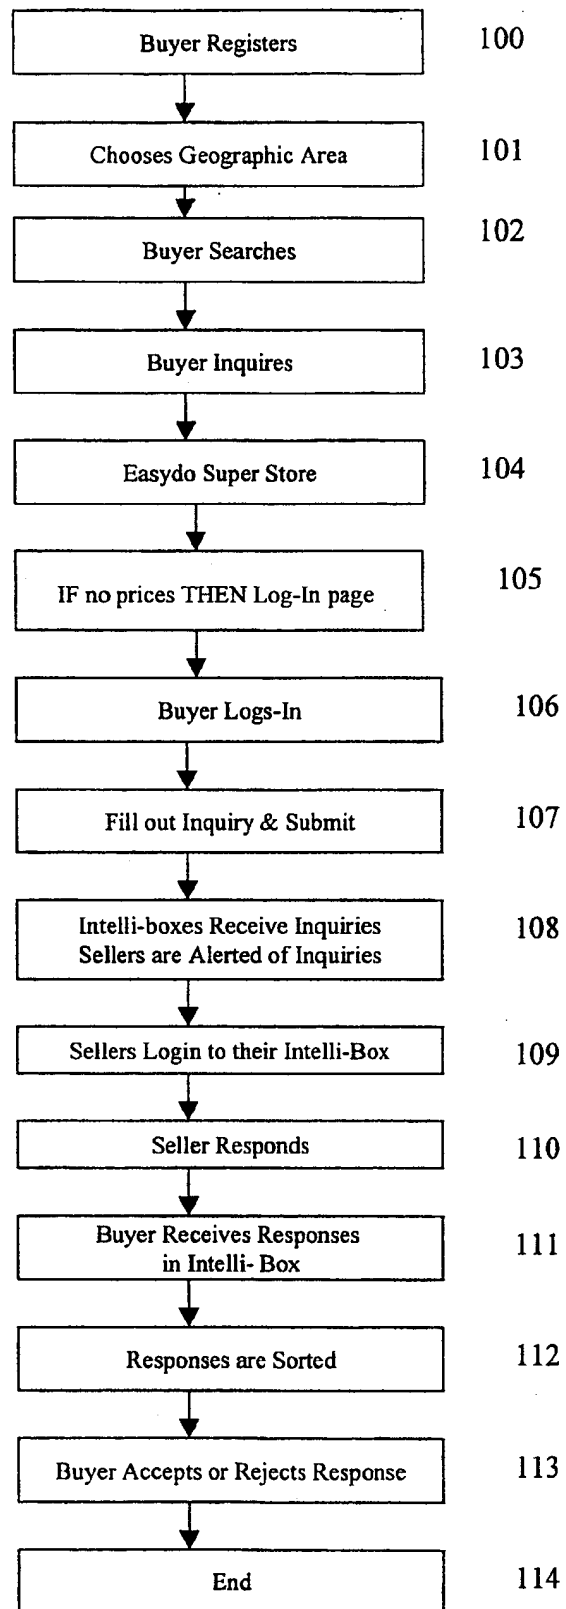 Buyer Registers 100
Chooses Geographic Area 101
Buyer Searches 102
Buyer Inquires 103
Easydo Super Store 104
IF no prices THEN Log-In page 105
Buyer Logs-In 106
Fill out Inquiry & Submit 107
Intelli-boxes Receive Inquiries 108
Sellers are Alerted of Inquiries
Sellers Login to their Intelli-Box 109
Seller Responds 110
Buyer Receives Responses 111
in Intelli- Box
Responses are Sorted 112
Buyer Accepts or Rejects Response 113
End 114